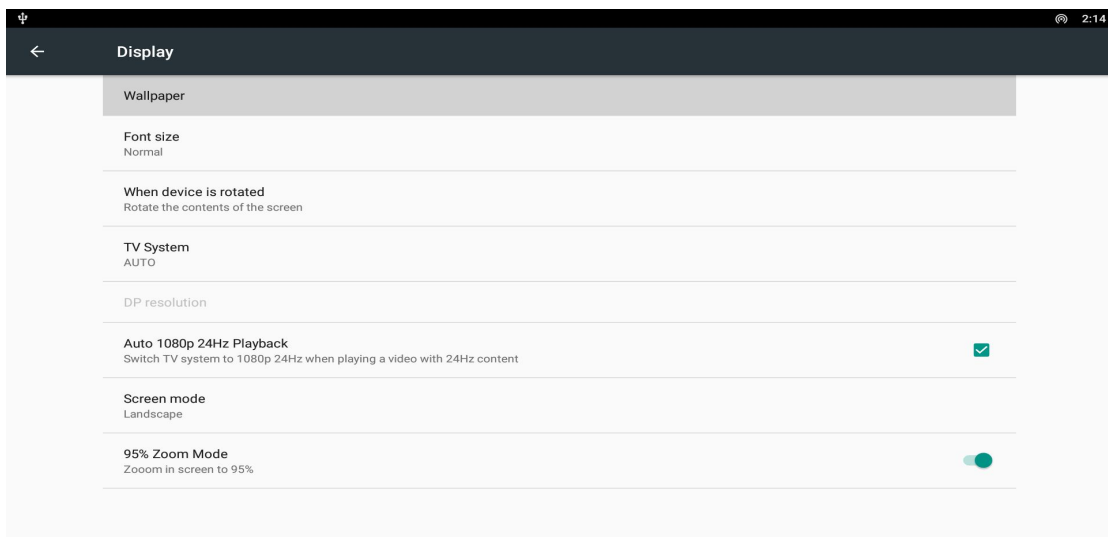 2:14
Display
Wallpaper
Font size
Normal
When device is rotated
Rotate the contents of the screen
TV System
AUTO
DP resolution
Auto 1080p 24Hz Playback
Switch TV system to 1080p 24Hz when playing a video with 24Hz content
Screen mode
Landscape
95% Zoom Mode
Zooom in screen to 95%